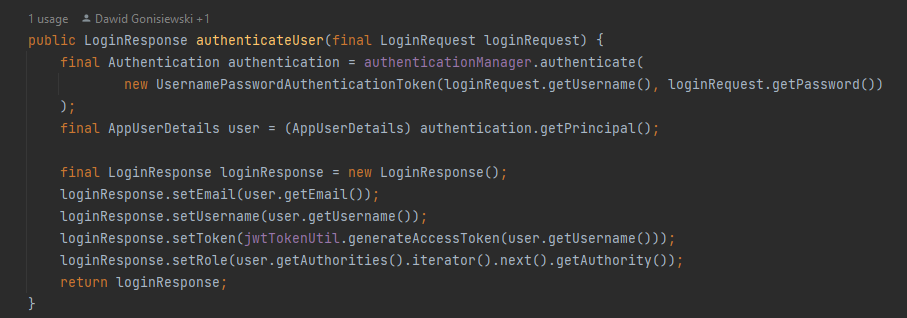 1 usage Dawid Gonisiewski +1
public LoginResponse authenticateUser(final LoginRequest loginRequest) {
    final Authentication authentication = authenticationManager.authenticate(
            new UsernamePasswordAuthenticationToken(loginRequest.getUsername(), loginRequest.getPassword())
    );
    final AppUserDetails user = (AppUserDetails) authentication.getPrincipal();

    final LoginResponse loginResponse = new LoginResponse();
    loginResponse.setEmail(user.getEmail());
    loginResponse.setUsername(user.getUsername());
    loginResponse.setToken(jwtTokenUtil.generateAccessToken(user.getUsername()));
    loginResponse.setRole(user.getAuthorities().iterator().next().getAuthority());
    return loginResponse;
}